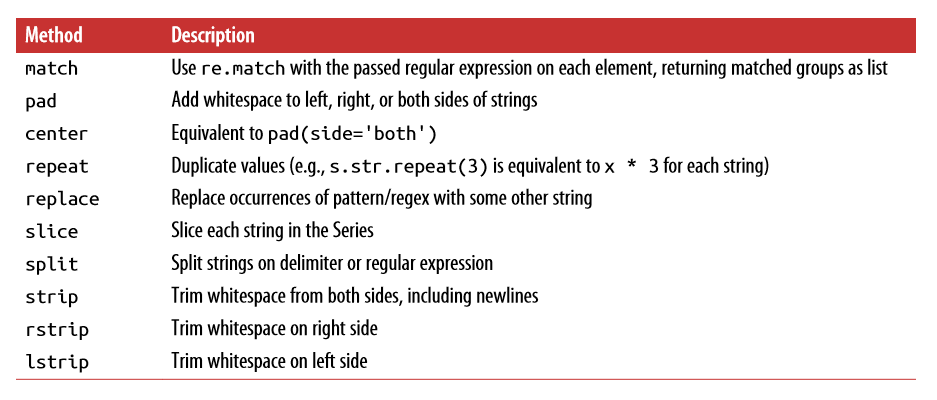 Method Description
match Use re.match with the passed regular expression on each element, returning matched groups as list
pad Add whitespace to left, right, or both sides of strings
center Equivalent to pad(side='both')
repeat Duplicate values (e.g., s.str.repeat(3) is equivalent to x * 3 for each string)
replace Replace occurrences of pattern/regex with some other string
slice Slice each string in the Series
split Split strings on delimiter or regular expression
strip Trim whitespace from both sides, including newlines
rstrip Trim whitespace on right side
lstrip Trim whitespace on left side